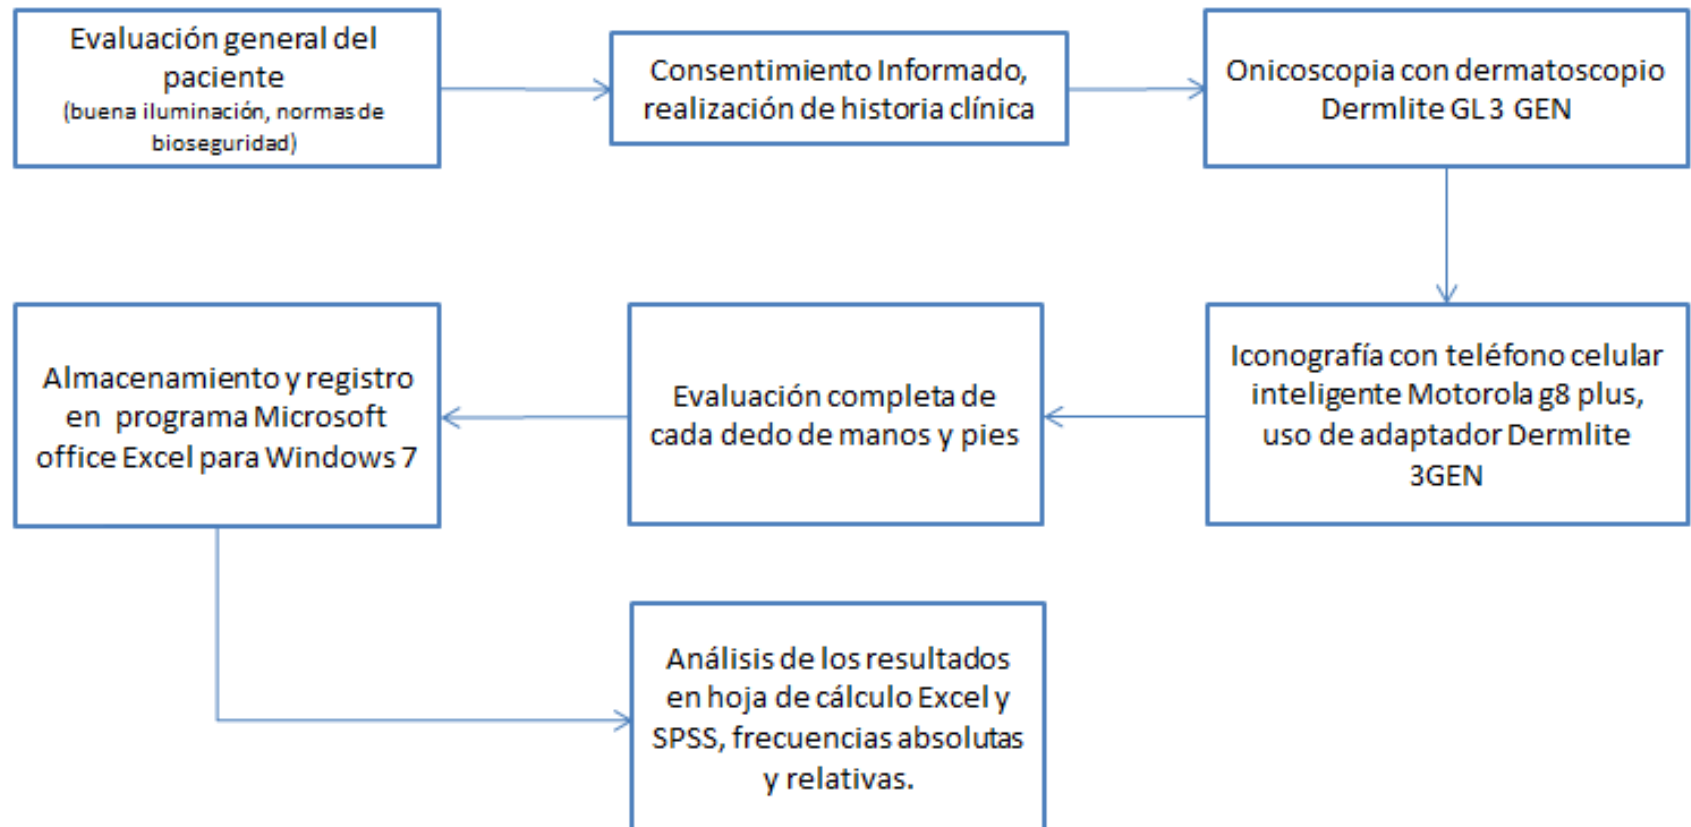 Evaluación general del
paciente
(buena iluminación, normas de
bioseguridad)
Consentimiento Informado,
realización de historia clínica
Onicoscopia con dermatoscopio
Dermlite GL 3 GEN
Iconografía con teléfono celular
inteligente Motorola g8 plus,
uso de adaptador Dermlite
3GEN
Evaluación completa de
cada dedo de manos y pies
Almacenamiento y registro
en programa Microsoft
office Excel para Windows 7
Análisis de los resultados
en hoja de cálculo Excel y
SPSS, frecuencias absolutas
y relativas.